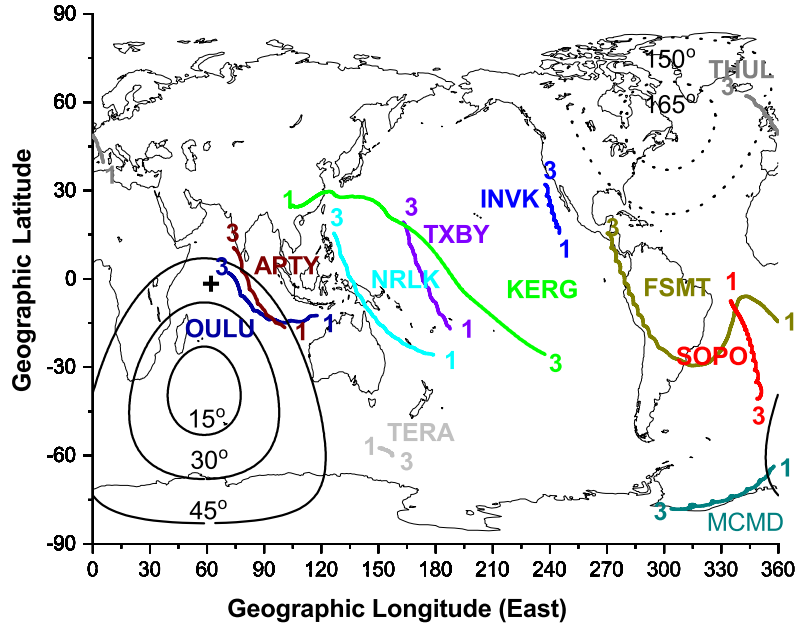 90
60
30
0
-30
-60
-90
Geographic Latitude
150°
THUL
3
165°
1
3
1
INVK
1
3
3
TXBY
3
3
APTY
NRLK
1
3
KERG
FSMT
1
OULU
1
1
1
1
3
SOPO
1
3
3
15°
TERA
1
3
30°
1
45°
3
MCMD
0 30 60 90 120 150 180 210 240 270 300 330 360
Geographic Longitude (East)